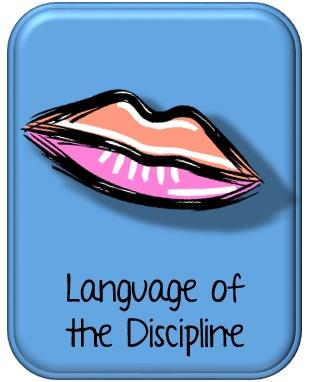 Language of
the Discipline